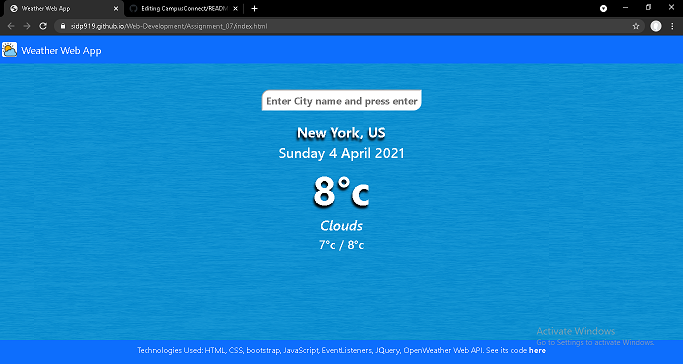 Weather Web App
Editing CampusConnect/READM
sidp919.github.io/Web-Development/Assignment_07/index.html
Weather Web App
Enter City name and press enter
New York, US
Sunday 4 April 2021
8°c
Clouds
7°c / 8°c
Activate Windows
Go to Settings to activate Windows.
Technologies Used: HTML, CSS, bootstrap, JavaScript, EventListeners, JQuery, OpenWeather Web API. See its code here